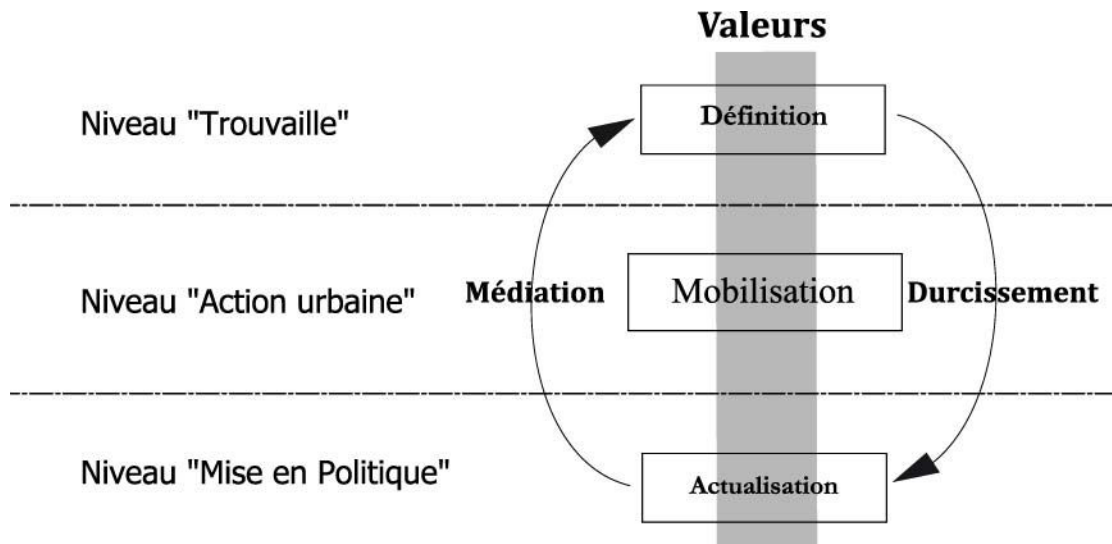 Valeurs
Niveau "Trouvaille"
Définition
Niveau "Action urbaine"
Médiation
Mobilisation
Durcissement
Niveau "Mise en Politique"
Actualisation